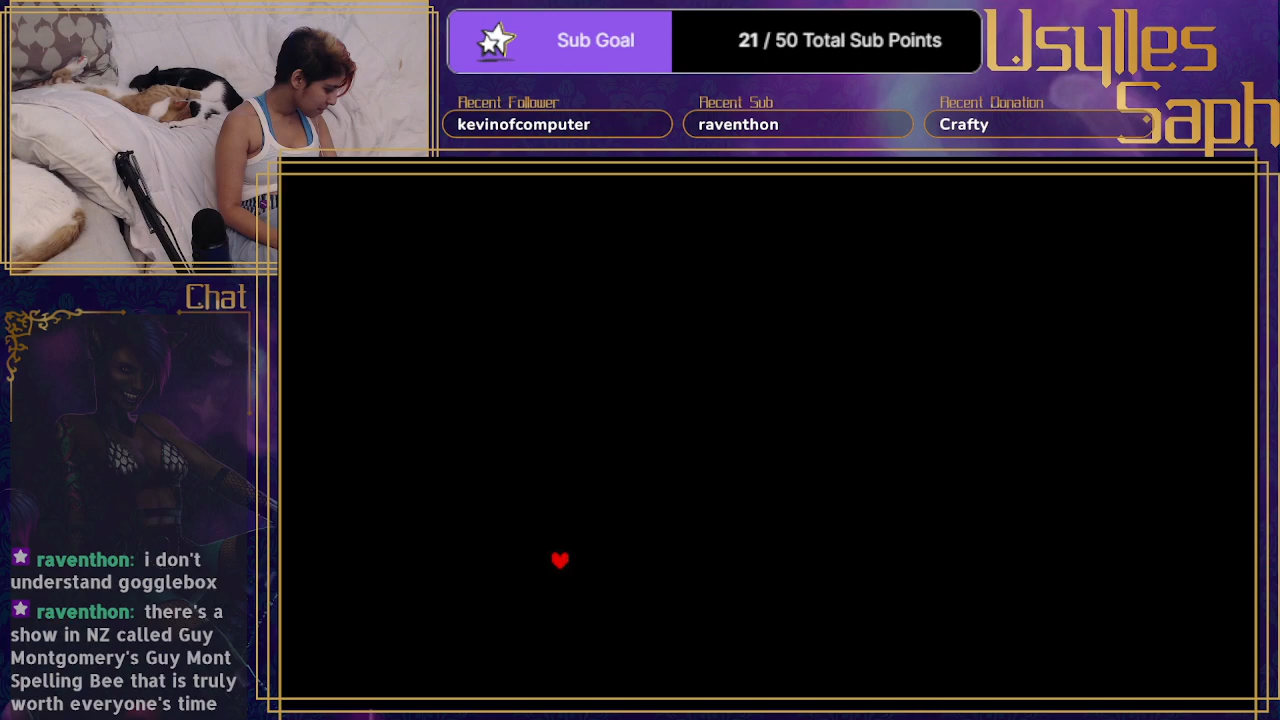 Sub Goal
21 / 50 Total Sub Points
Usylles
Saph
Recent Follower
kevinofcomputer
Recent Sub
raventhon
Recent Donation
Crafty
Chat
raventhon: i don't
understand gogglebox
raventhon: there's a
show in NZ called Guy
Montgomery's Guy Mont
Spelling Bee that is truly
worth everyone's time